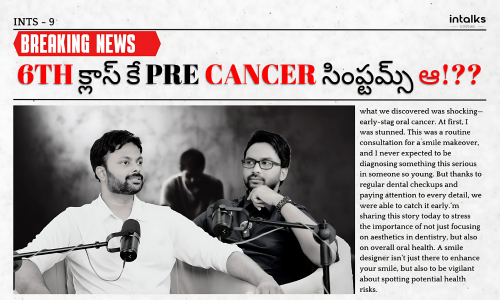 INTS - 9
intalks
BREAKING NEWS
6TH క్లాస్ కే PRE CANCER సింప్టమ్స్ ఆ!??
what we discovered was shocking—
early-stag oral cancer. At first, I
was stunned. This was a routine
consultation for a smile makeover,
and I never expected to be
diagnosing something this serious
in someone so young. But thanks to
regular dental checkups and
paying attention to every detail, we
were able to catch it early.'m
sharing this story today to stress
the importance of not just focusing
on aesthetics in dentistry, but also
on overall oral health. A smile
designer isn't just there to enhance
your smile, but also to be vigilant
about spotting potential health
risks.